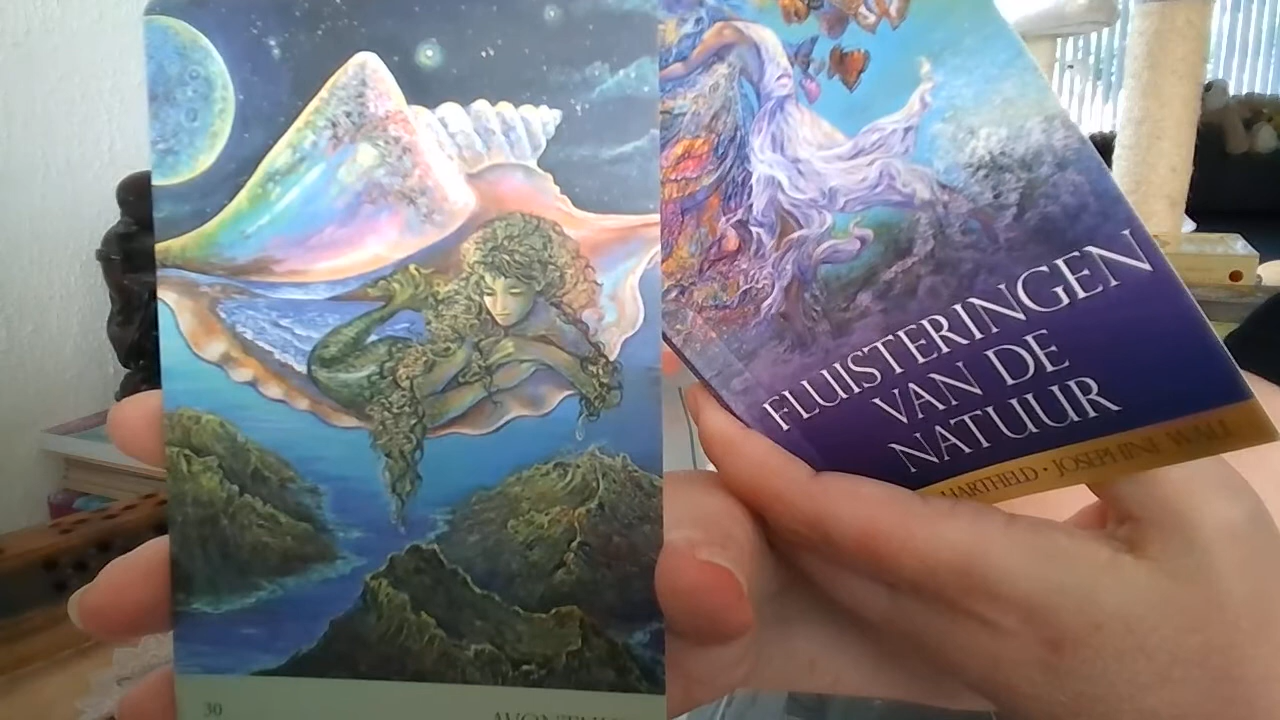 30
FLUISTERINGEN
VAN DE
NATUUR
HARTFIELD · JOSEPHINE WALL